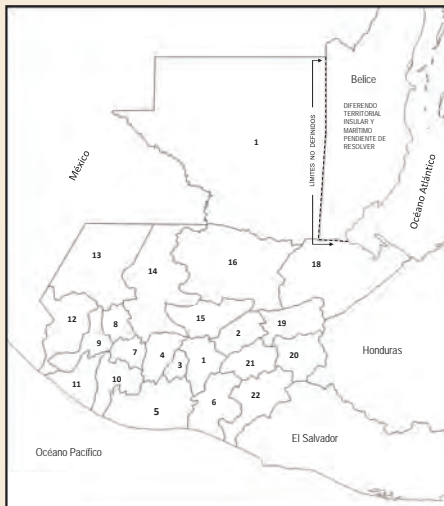 Belice
DIFERENDO
TERRITORIAL
INSULAR Y
MARÍTIMO
PENDIENTE DE
RESOLVER
LÍMITES NO DEFINIDOS
México
Océano Atlántico
1
13
14
16
18
12
8
15
2
19
9
7
4
3
1
21
20
11
10
5
6
22
Honduras
El Salvador
Océano Pacífico